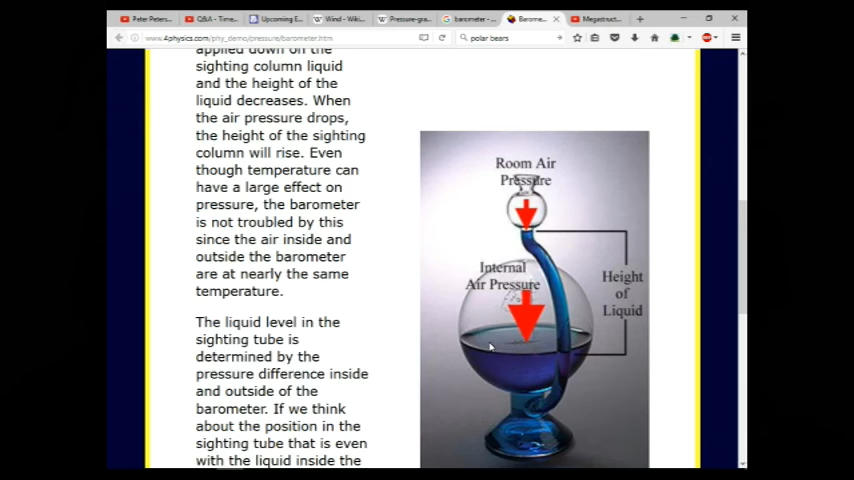 Peter Peters...
Q&A - Time...
Upcoming E...
Wind - Wiki...
Pressure-gra...
barometer - ...
Barome...
Megastruct...
www.4physics.com/phy_demo/pressure/barometer.htm
polar bears
applied down on the
sighting column liquid
and the height of the
liquid decreases. When
the air pressure drops,
the height of the sighting
column will rise. Even
though temperature can
have a large effect on
pressure, the barometer
is not troubled by this
since the air inside and
outside the barometer
are at nearly the same
temperature.
The liquid level in the
sighting tube is
determined by the
pressure difference inside
and outside of the
barometer. If we think
about the position in the
sighting tube that is even
with the liquid inside the
Room Air
Pressure
Internal
Air Pressure
Height
of
Liquid